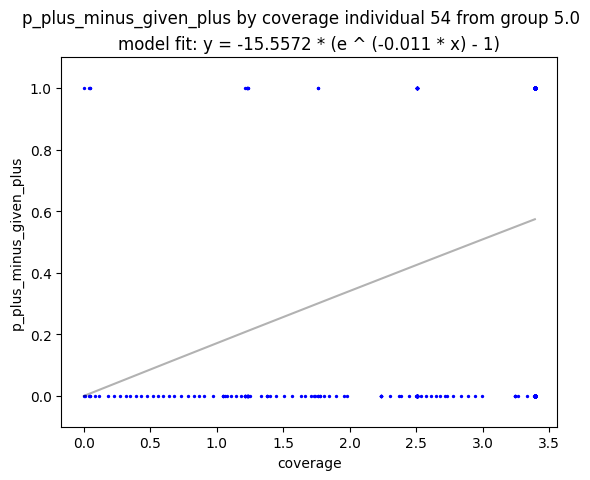 p_plus_minus_given_plus by coverage individual 54 from group 5.0
model fit: y = -15.5572 * (e ^ (-0.011 * x) - 1)
1.0
0.8
0.6
0.4
0.2
0.0
p_plus_minus_given_plus
0.0 0.5 1.0 1.5 2.0 2.5 3.0 3.5
coverage